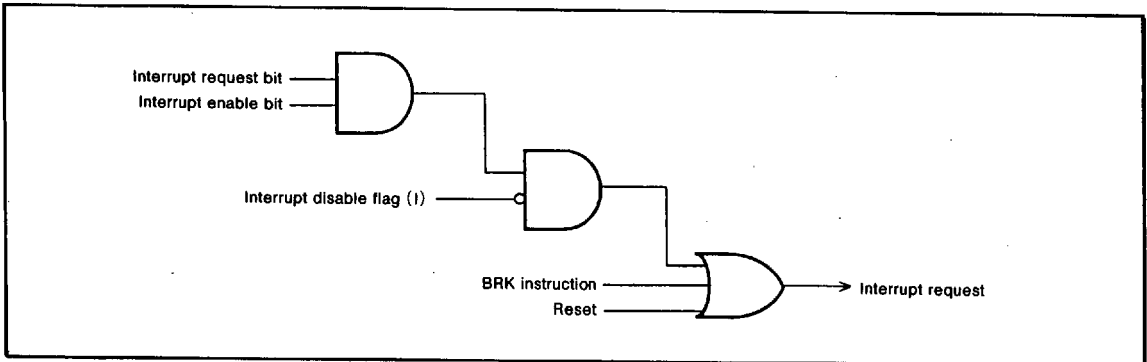 Interrupt request bit
Interrupt enable bit
Interrupt disable flag (I)
BRK instruction
Reset
Interrupt request